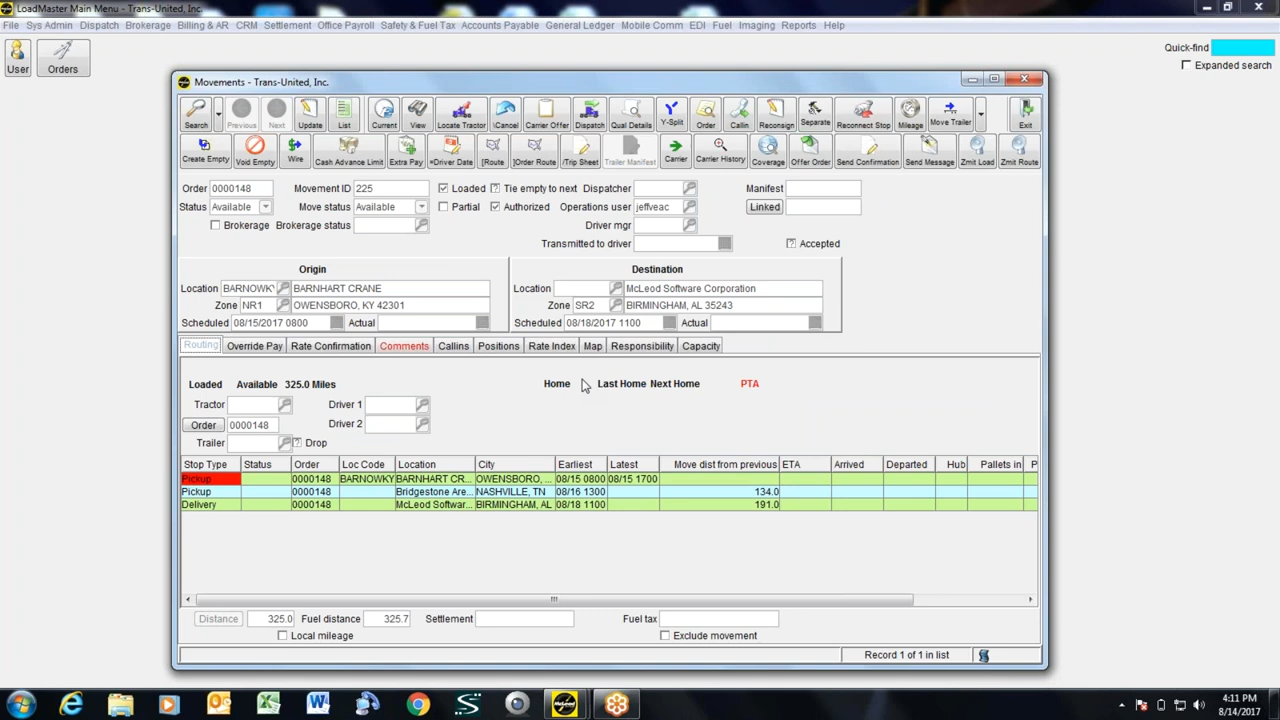 LoadMaster Main Menu - Trans-United, Inc.
File Sys Admin Dispatch Brokerage Billing & AR CRM Settlement Office Payroll Safety & Fuel Tax Accounts Payable General Ledger Mobile Comm EDI Fuel Imaging Reports Help
User Orders
Quick-find
Expanded search
Movements - Trans-United, Inc.
Search Previous Next Update List Current View Locate Tractor \Cancel Carrier Offer Dispatch Qual Details Y-Split Order Callin Reconsign Separate Reconnect Stop Mileage Move Trailer Exit
Create Empty Void Empty Wire Cash Advance Limit Extra Pay =Driver Date [Route ]Order Route /Trip Sheet Trailer Manifest Carrier Carrier History Coverage Offer Order Send Confirmation Send Message Zmit Load Zmit Route
Order 0000148 Movement ID 225 Loaded ? Tie empty to next Dispatcher Manifest
Status Available Move status Available Partial Authorized Operations user jeffveac Linked
Brokerage Brokerage status Driver mgr
Transmitted to driver ? Accepted
Origin Destination
Location BARNOWKY BARNHART CRANE Location McLeod Software Corporation
Zone NR1 OWENSBORO, KY 42301 Zone SR2 BIRMINGHAM, AL 35243
Scheduled 08/15/2017 0800 Actual Scheduled 08/18/2017 1100 Actual
Routing Override Pay Rate Confirmation Comments Callins Positions Rate Index Map Responsibility Capacity
Loaded Available 325.0 Miles Home Last Home Next Home PTA
Tractor Driver 1
Order 0000148 Driver 2
Trailer ? Drop
Stop Type Status Order Loc Code Location City Earliest Latest Move dist from previous ETA Arrived Departed Hub Pallets in P
Pickup 0000148 BARNOWKY BARNHART CR... OWENSBORO, ... 08/15 0800 08/15 1700
Pickup 0000148 Bridgestone Are... NASHVILLE, TN 08/16 1300 134.0
Delivery 0000148 McLeod Softwar... BIRMINGHAM, AL 08/18 1100 191.0
Distance 325.0 Fuel distance 325.7 Settlement Fuel tax
Local mileage Exclude movement
Record 1 of 1 in list
4:11 PM
8/14/2017